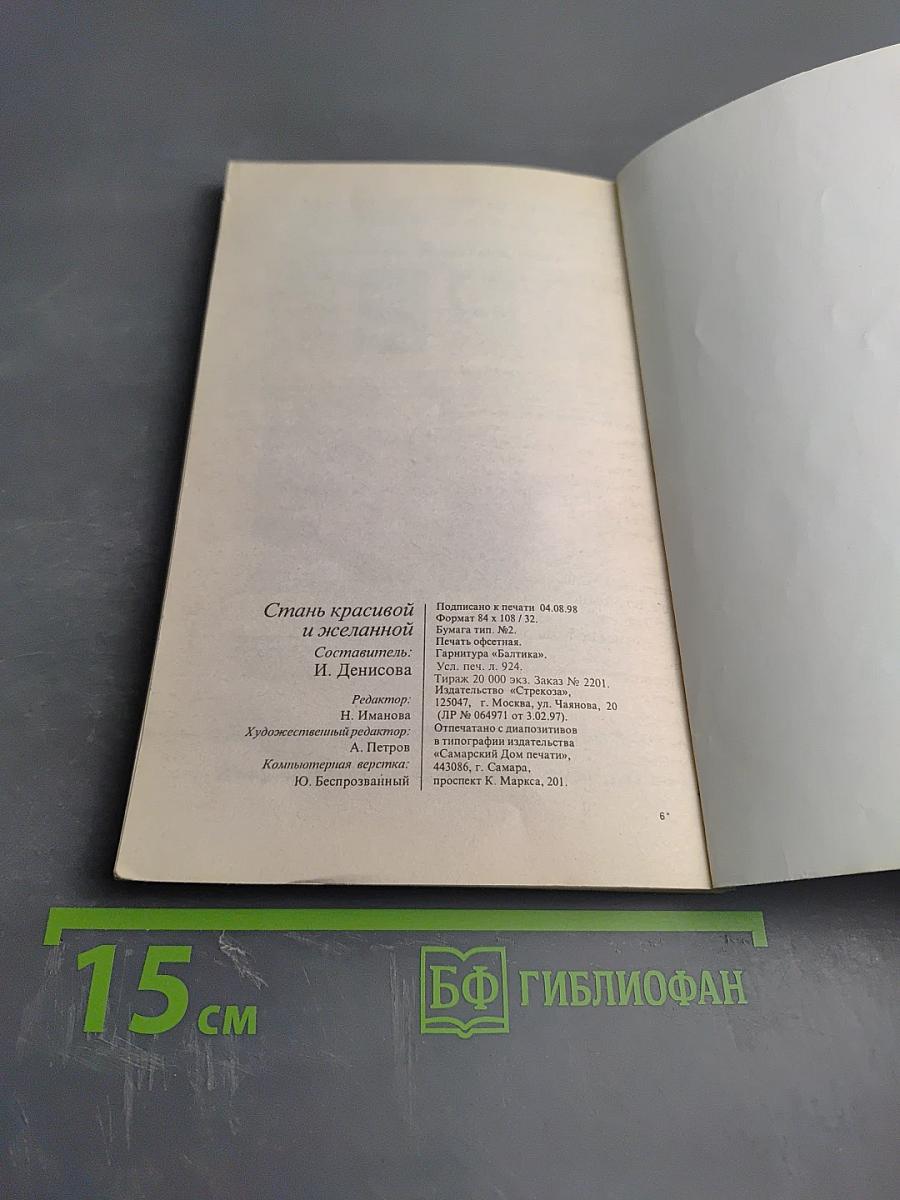 Стань красивой
и желанной
Составитель:
И. Денисова
Редактор:
Н. Иманова
Художественный редактор:
А. Петров
Компьютерная верстка:
Ю. Беспрозванный
Подписано к печати 04.08.98
Формат 84 х 108 / 32.
Бумага тип. №2.
Печать офсетная.
Гарнитура «Балтика».
Усл. печ. л. 924.
Тираж 20 000 экз. Заказ № 2201.
Издательство «Стрекоза»,
125047, г. Москва, ул. Чаянова, 20
(ЛР № 064971 от 3.02.97).
Отпечатано с диапозитивов
в типографии издательства
«Самарский Дом печати»,
443086, г. Самара,
проспект К. Маркса, 201.
6*
15 см
БФ ГИБЛИОФАН